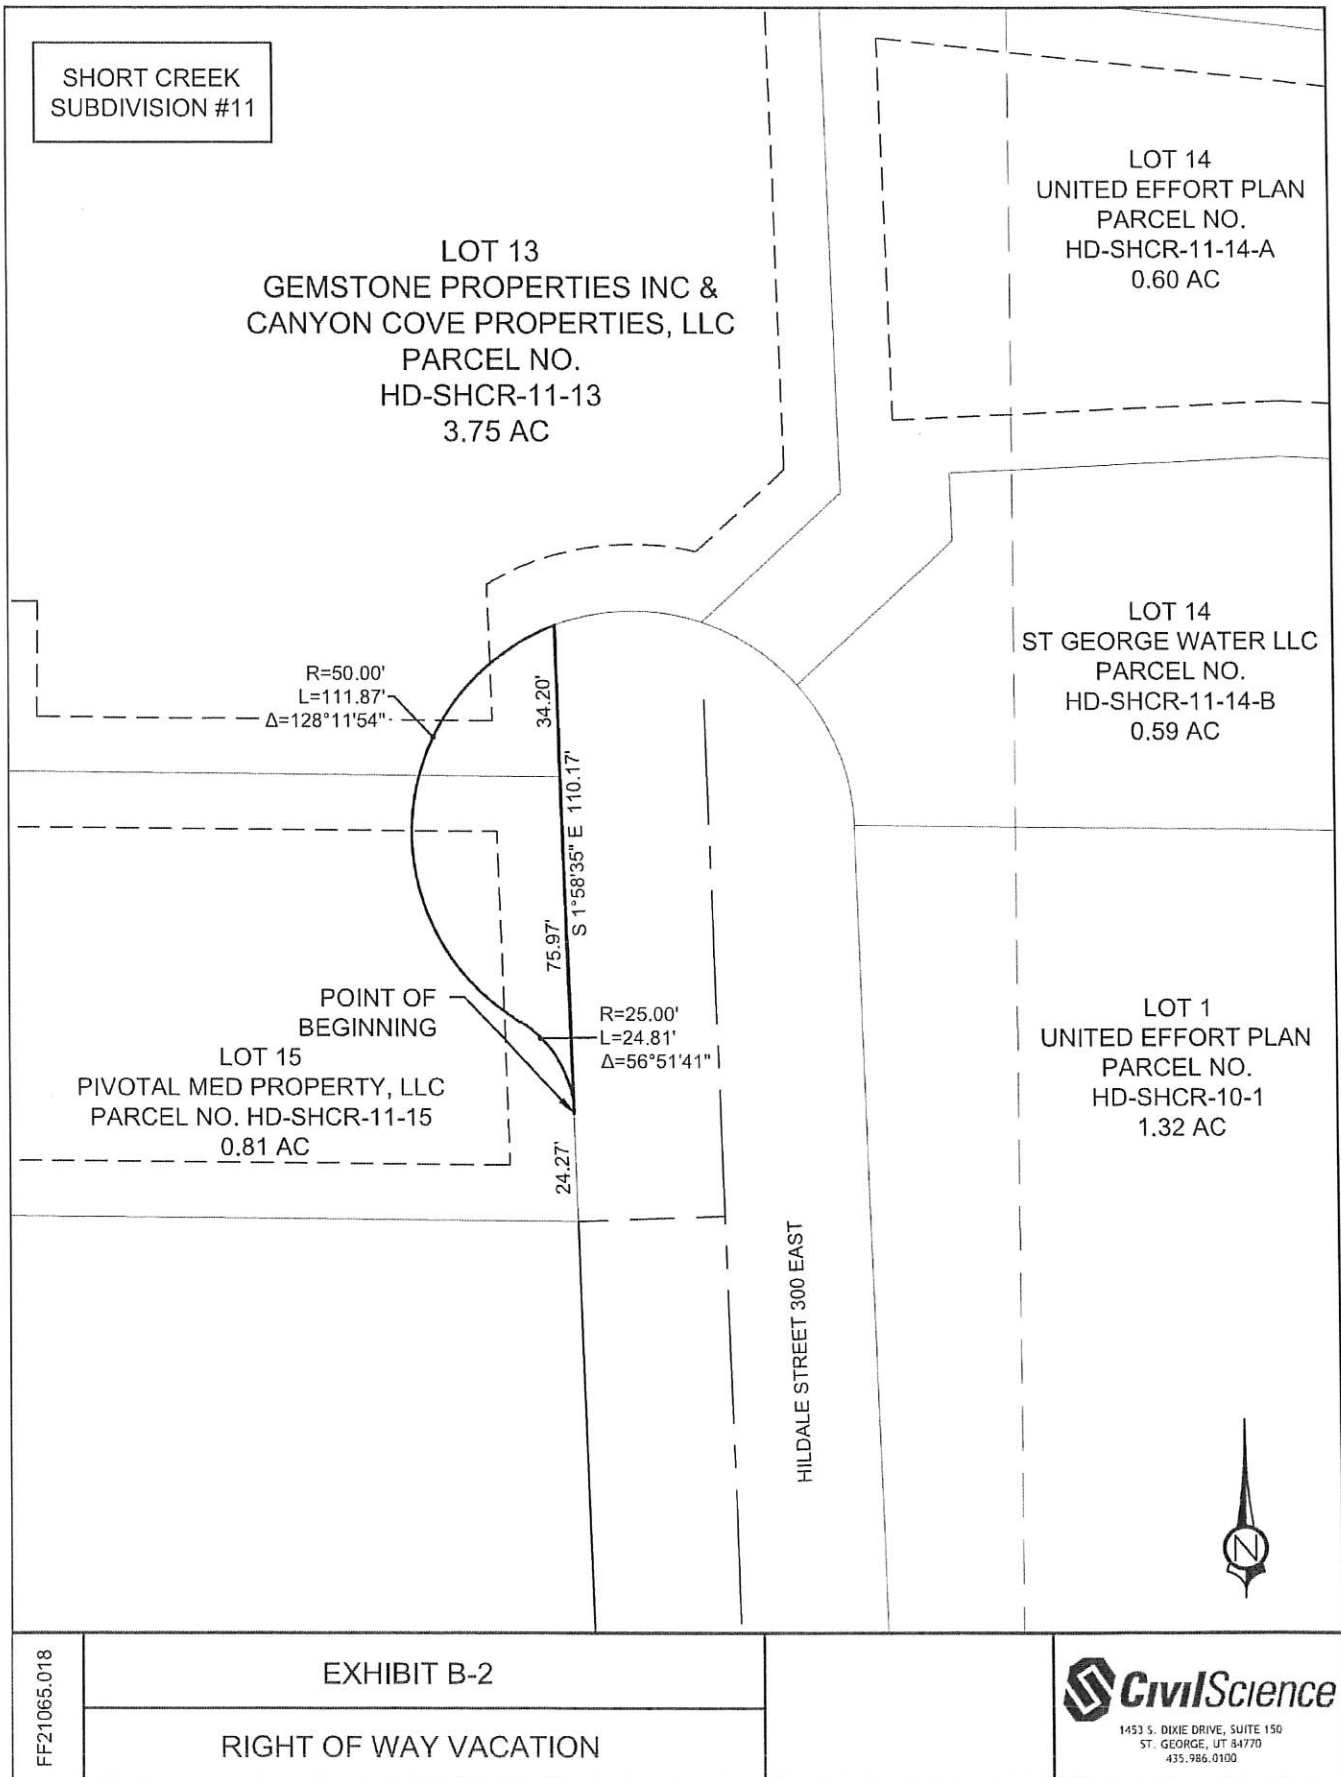 SHORT CREEK
SUBDIVISION #11
LOT 14
UNITED EFFORT PLAN
PARCEL NO.
HD-SHCR-11-14-A
0.60 AC
LOT 13
GEMSTONE PROPERTIES INC &
CANYON COVE PROPERTIES, LLC
PARCEL NO.
HD-SHCR-11-13
3.75 AC
LOT 14
ST GEORGE WATER LLC
PARCEL NO.
HD-SHCR-11-14-B
0.59 AC
R=50.00'
L=111.87'
Δ=128°11'54"
34.20'
S 1°58'35" E 110.17'
75.97'
POINT OF
BEGINNING
R=25.00'
L=24.81'
Δ=56°51'41"
LOT 15
PIVOTAL MED PROPERTY, LLC
PARCEL NO. HD-SHCR-11-15
0.81 AC
24.27'
LOT 1
UNITED EFFORT PLAN
PARCEL NO.
HD-SHCR-10-1
1.32 AC
HILDALE STREET 300 EAST
N
FF21065.018
EXHIBIT B-2
RIGHT OF WAY VACATION
CivilScience
1453 S. DIXIE DRIVE, SUITE 150
ST. GEORGE, UT 84770
435.986.0100